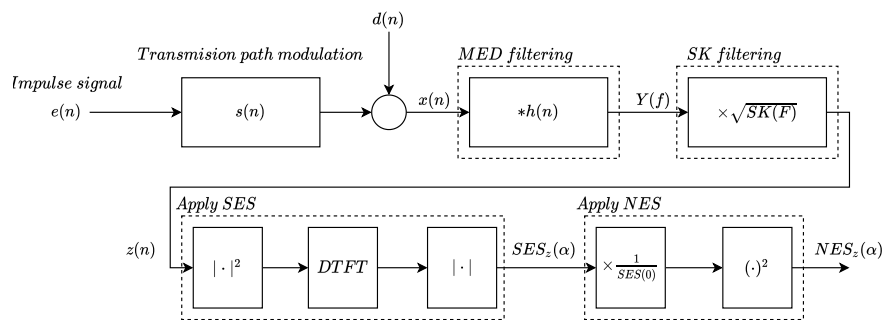 d(n)
Transmision path modulation
MED filtering
SK filtering
Impulse signal
e(n)
s(n)
x(n)
*h(n)
Y(f)
×√SK(F)
Apply SES
Apply NES
z(n)
|·|²
DTFT
|·|
SES_z(α)
×1/SES(0)
(·)²
NES_z(α)